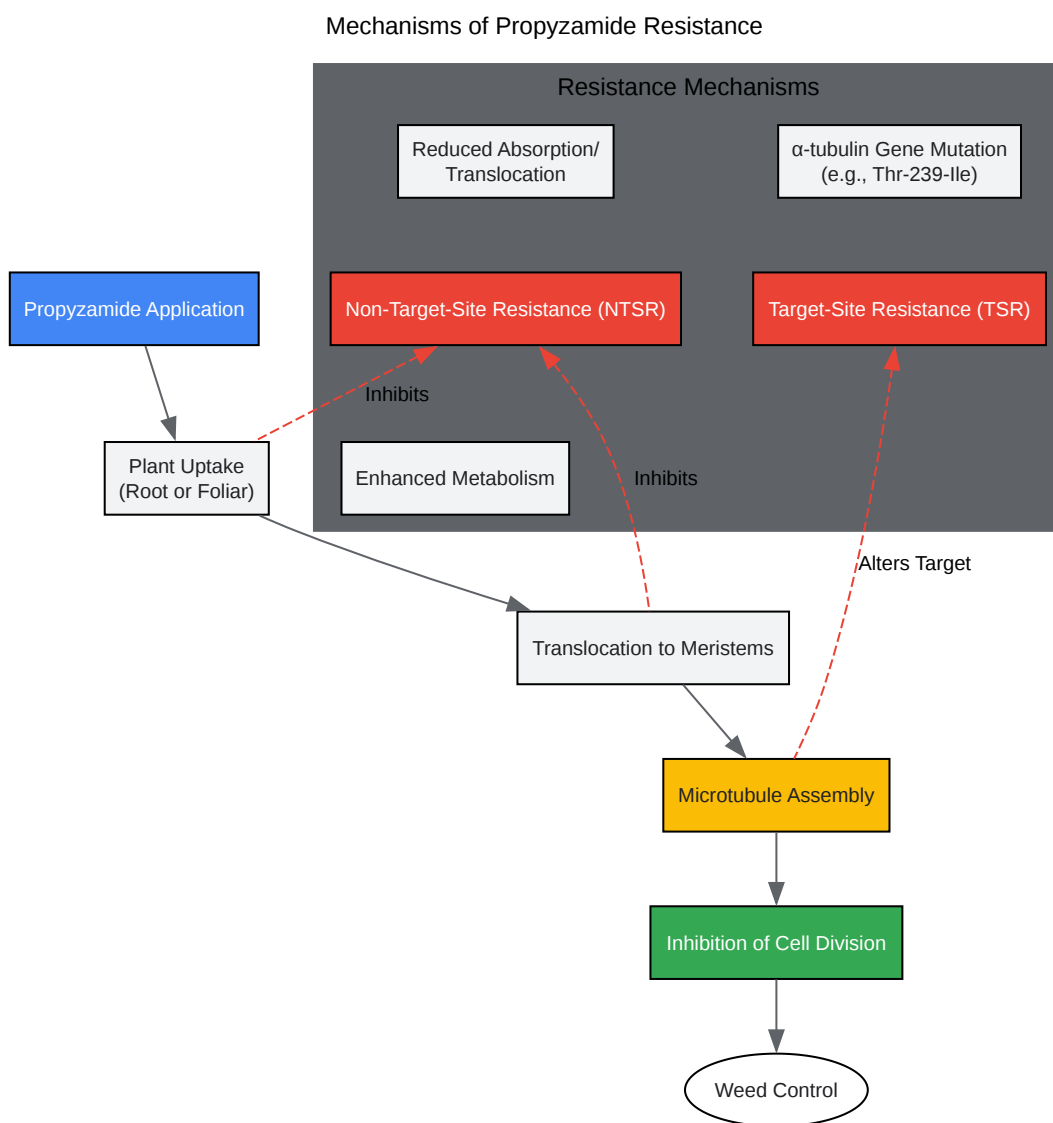 Mechanisms of Propyzamide Resistance
Resistance Mechanisms
Reduced Absorption/
Translocation
α-tubulin Gene Mutation
(e.g., Thr-239-Ile)
Propyzamide Application
Non-Target-Site Resistance (NTSR)
Target-Site Resistance (TSR)
Inhibits
Plant Uptake
(Root or Foliar)
Enhanced Metabolism
Inhibits
Alters Target
Translocation to Meristems
Microtubule Assembly
Inhibition of Cell Division
Weed Control